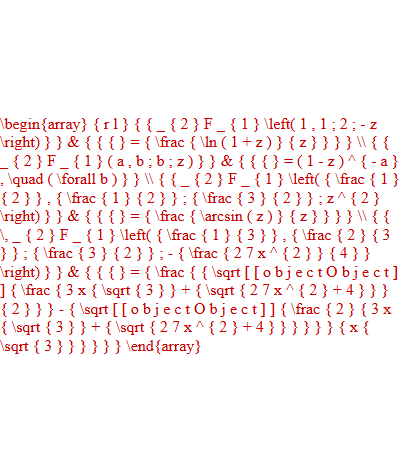 \begin{array} { r l } { { _ { 2 } F _ { 1 } \left( 1 , 1 ; 2 ; - z
\right) } } & { { { } = { \frac { \ln ( 1 + z ) } { z } } } } \\ { {
_ { 2 } F _ { 1 } ( a , b ; b ; z ) } } & { { { } = ( 1 - z ) ^ { - a }
, \quad ( \forall b ) } } \\ { { _ { 2 } F _ { 1 } \left( { \frac { 1 }
{ 2 } } , { \frac { 1 } { 2 } } ; { \frac { 3 } { 2 } } ; z ^ { 2 }
\right) } } & { { { } = { \frac { \arcsin ( z ) } { z } } } } \\ { {
\, _ { 2 } F _ { 1 } \left( { \frac { 1 } { 3 } } , { \frac { 2 } { 3
} } ; { \frac { 3 } { 2 } } ; - { \frac { 2 7 x ^ { 2 } } { 4 } }
\right) } } & { { { } = { \frac { { \sqrt [ [ o b j e c t O b j e c t ]
] { \frac { 3 x { \sqrt { 3 } } + { \sqrt { 2 7 x ^ { 2 } + 4 } } }
{ 2 } } } - { \sqrt [ [ o b j e c t O b j e c t ] ] { \frac { 2 } { 3 x
{ \sqrt { 3 } } + { \sqrt { 2 7 x ^ { 2 } + 4 } } } } } } { x {
\sqrt { 3 } } } } } } \end{array}